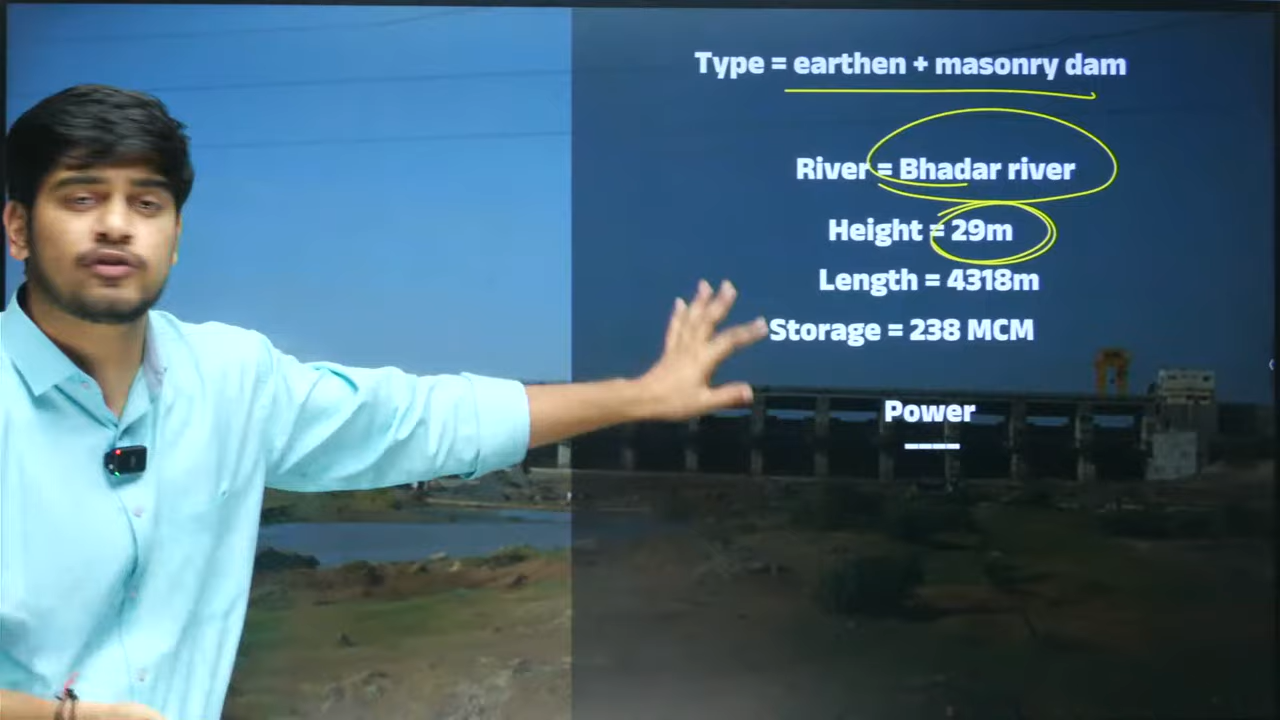 Type = earthen + masonry dam
River = Bhadar river
Height = 29m
Length = 4318m
Storage = 238 MCM
Power
----